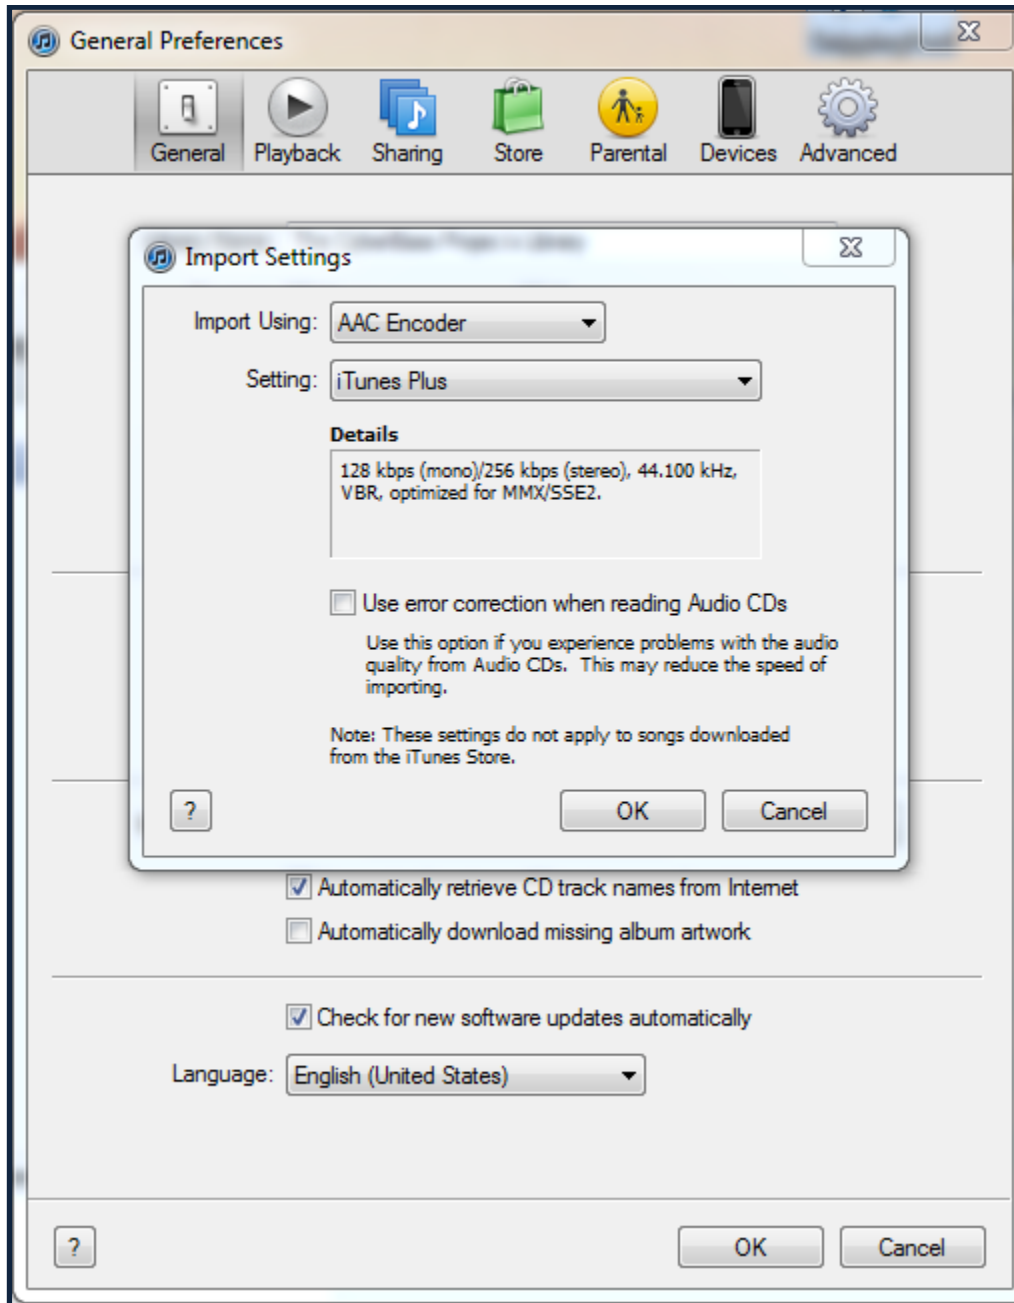 General Preferences
General Playback Sharing Store Parental Devices Advanced
Import Settings
Import Using: AAC Encoder
Setting: iTunes Plus
Details
128 kbps (mono)/256 kbps (stereo), 44.100 kHz,
VBR, optimized for MMX/SSE2.
Use error correction when reading Audio CDs
Use this option if you experience problems with the audio
quality from Audio CDs.  This may reduce the speed of
importing.
Note: These settings do not apply to songs downloaded
from the iTunes Store.
? OK Cancel
Automatically retrieve CD track names from Internet
Automatically download missing album artwork
Check for new software updates automatically
Language: English (United States)
? OK Cancel